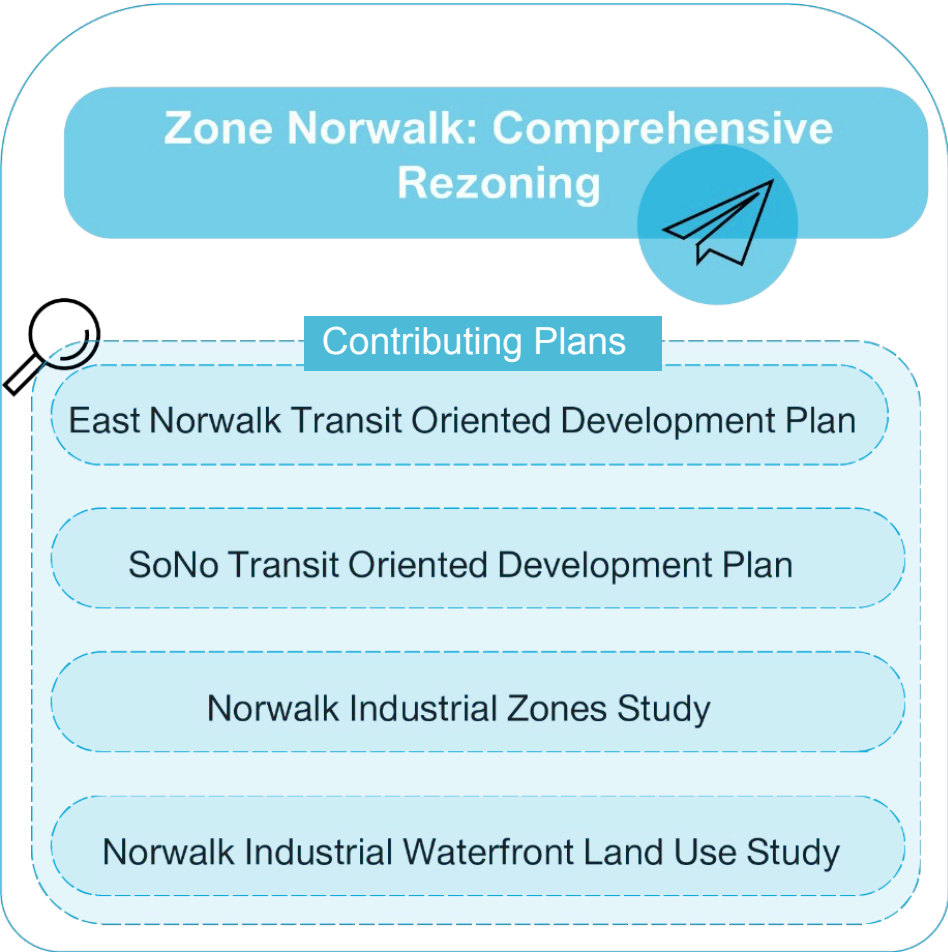 Zone Norwalk: Comprehensive
Rezoning
Contributing Plans
East Norwalk Transit Oriented Development Plan
SoNo Transit Oriented Development Plan
Norwalk Industrial Zones Study
Norwalk Industrial Waterfront Land Use Study